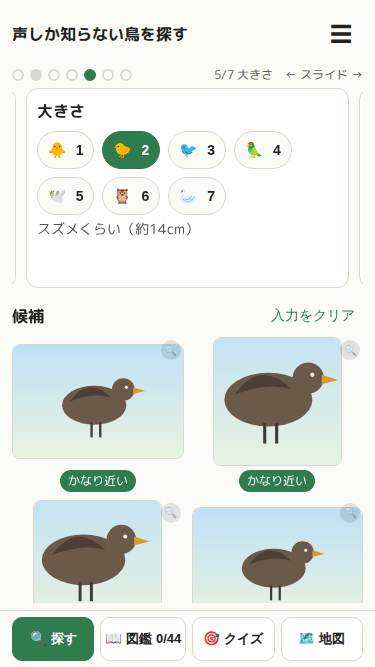 声しか知らない鳥を探す
5/7 大きさ ← スライド →
大きさ
1 2 3 4
5 6 7
スズメくらい（約14cm）
候補 入力をクリア
かなり近い かなり近い
探す 図鑑 0/44 クイズ 地図